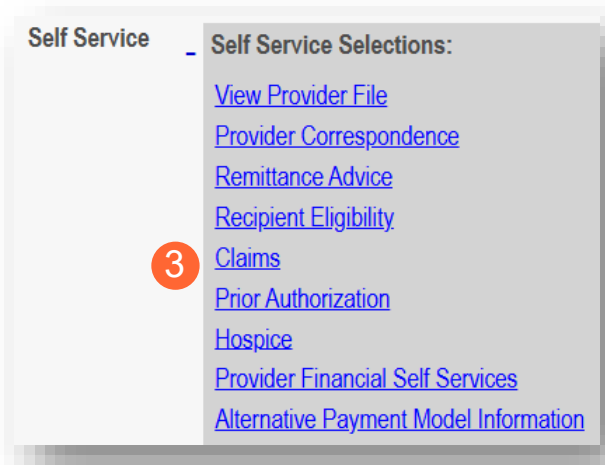 Self Service
Self Service Selections:
View Provider File
Provider Correspondence
Remittance Advice
Recipient Eligibility
3 Claims
Prior Authorization
Hospice
Provider Financial Self Services
Alternative Payment Model Information